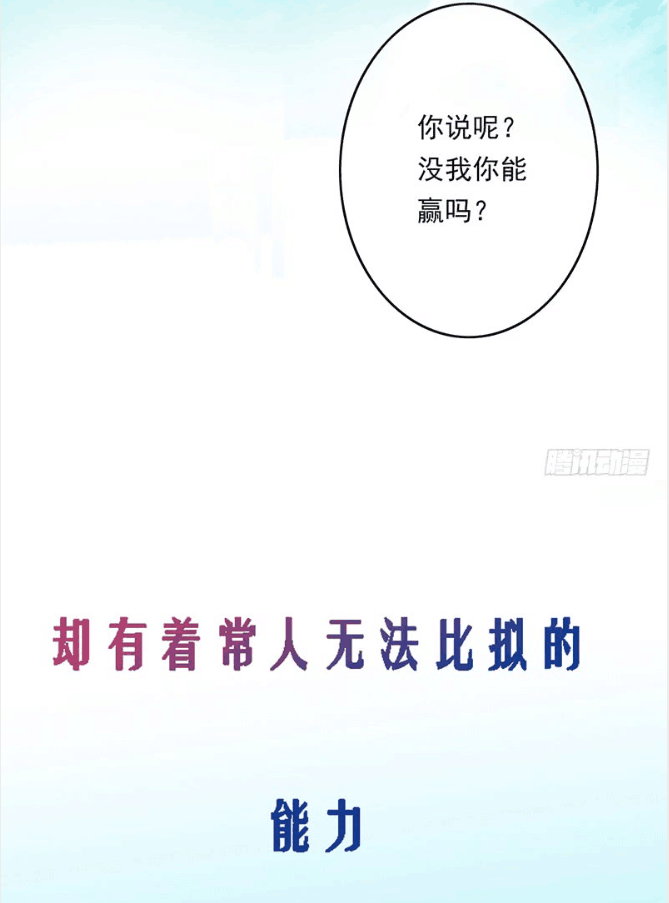 你说呢？
没我你能
赢吗？
腾讯动漫
却有着常人无法比拟的
能力